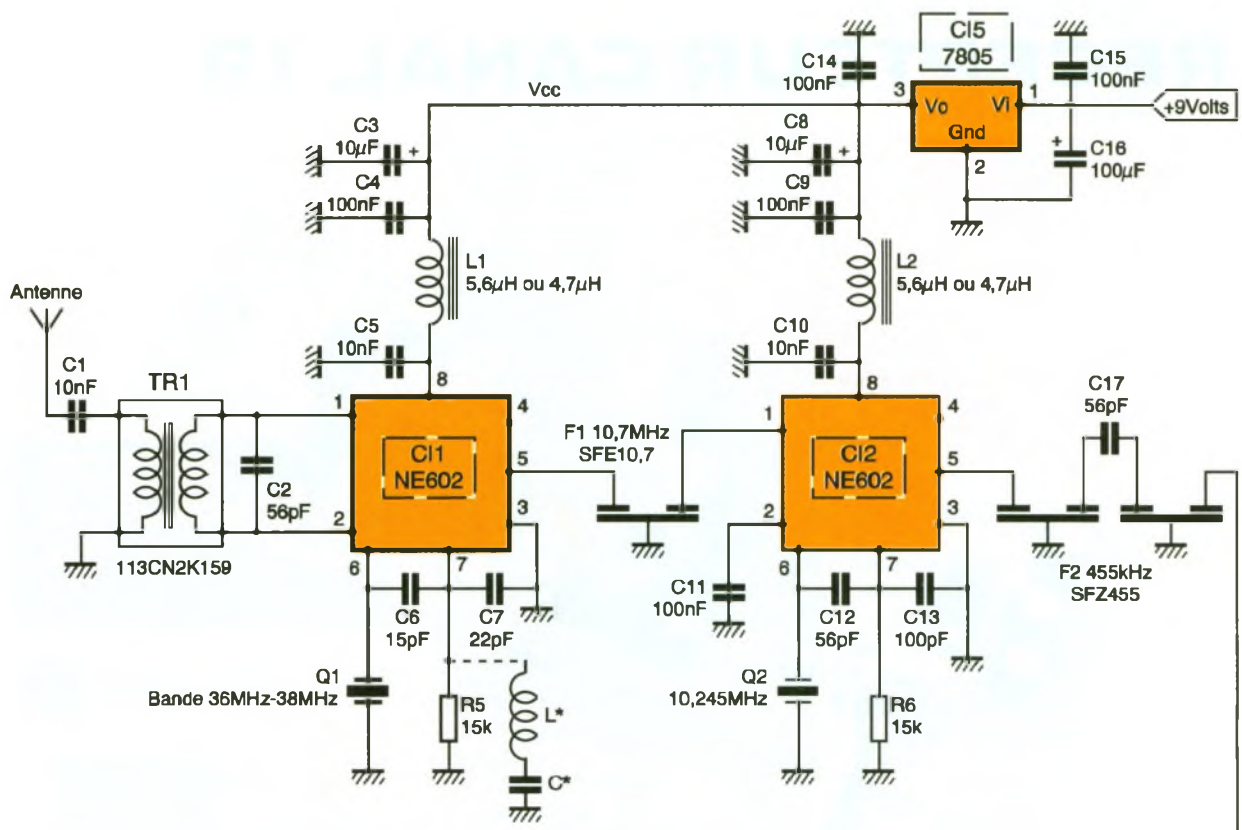 CI5
7805
C14
100nF
C15
100nF
Vcc
3
Vo
Vi
1
+9Volts
Gnd
2
C3
10µF
+
C8
10µF
+
+
C16
100µF
C4
100nF
C9
100nF
L1
5,6µH ou 4,7µH
L2
5,6µH ou 4,7µH
Antenne
C5
10nF
C10
10nF
C1
10nF
TR1
8
8
C17
56pF
1
4
F1 10,7MHz
SFE10,7
1
4
CI1
NE602
5
CI2
NE602
5
C2
56pF
2
3
2
3
113CN2K159
6
7
6
7
F2 455kHz
SFZ455
C6
15pF
C7
22pF
C11
100nF
C12
56pF
C13
100pF
Q1
Bande 36MHz-38MHz
R5
15k
L*
C*
Q2
10,245MHz
R6
15k